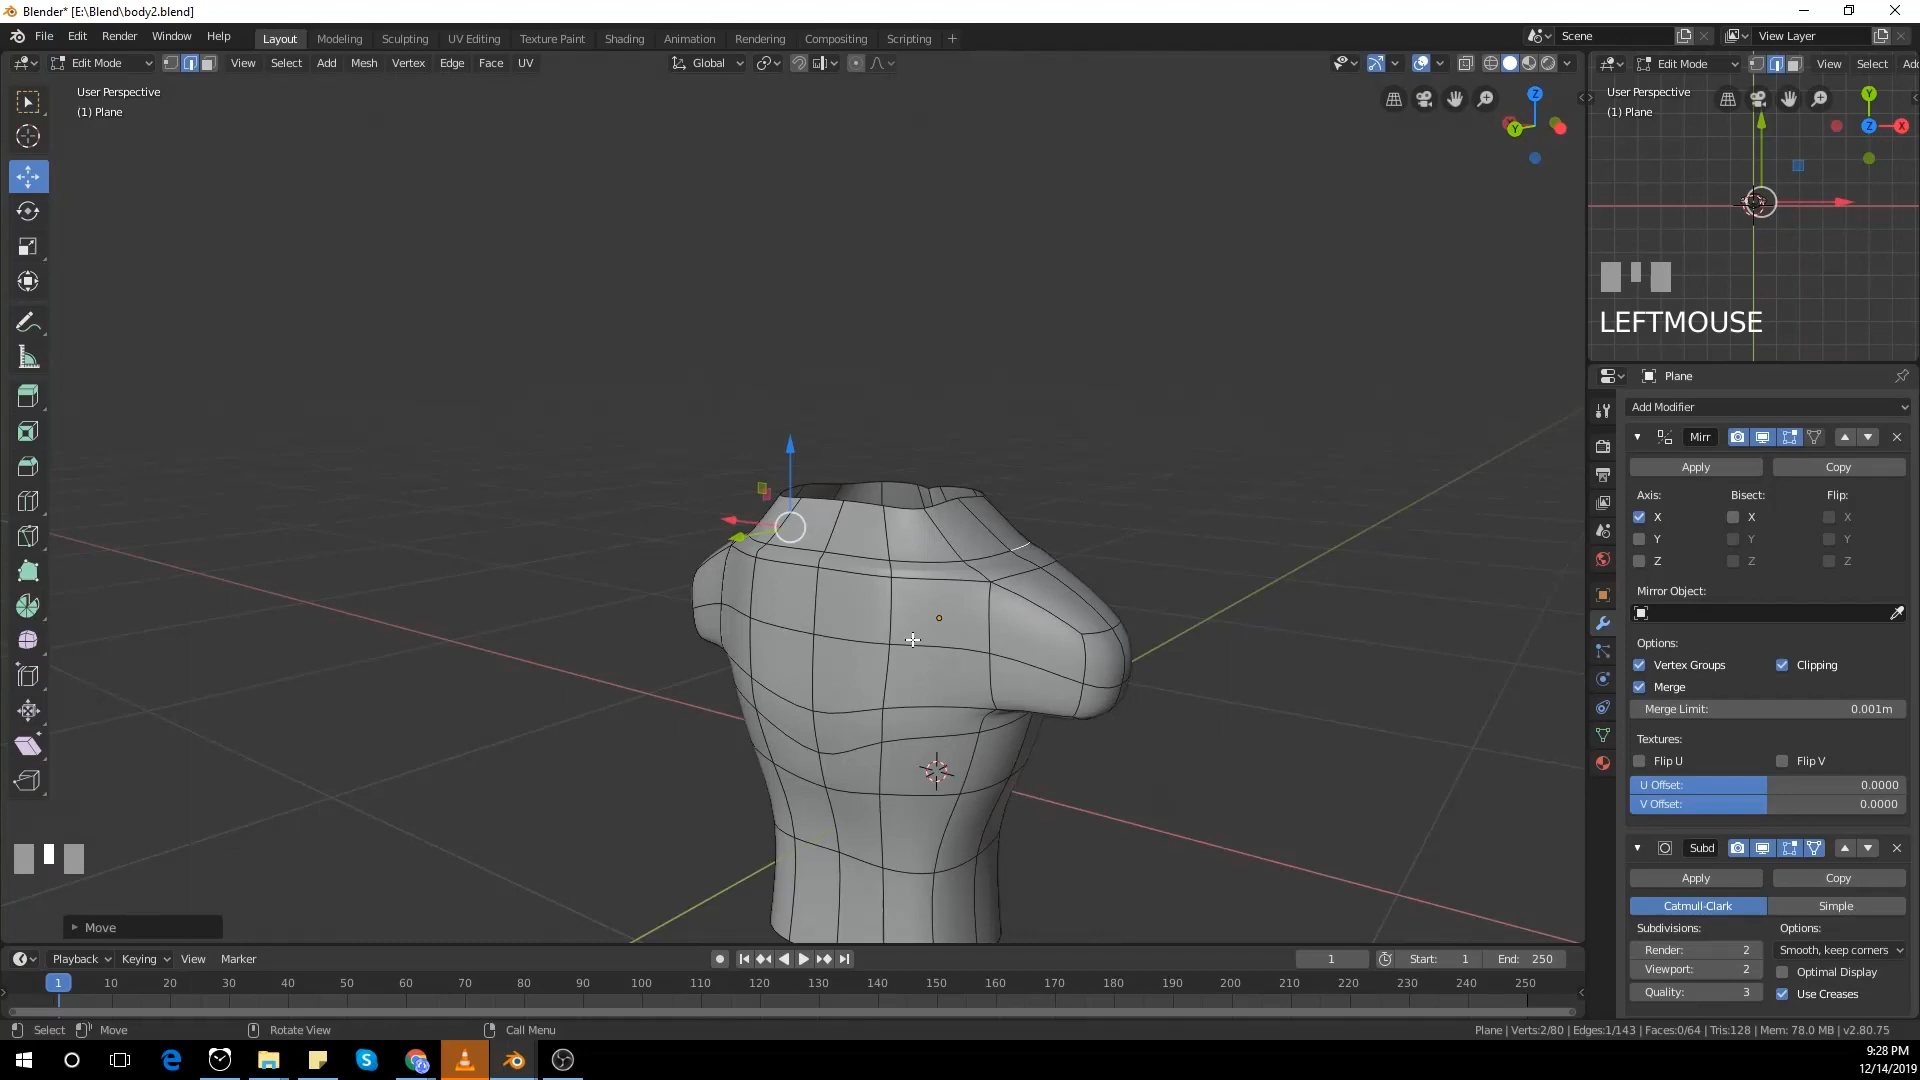 Blender* [E:\Blend\body2.blend]
File Edit Render Window Help
Layout Modeling Sculpting UV Editing Texture Paint Shading Animation Rendering Compositing Scripting +
Scene
View Layer
Edit Mode
View Select Add Mesh Vertex Edge Face UV
Global
Edit Mode
View Select Ad
User Perspective
(1) Plane
Z
Y
User Perspective
(1) Plane
Y
Z
X
LEFTMOUSE
Plane
Add Modifier
Mirr
Apply Copy
Axis: Bisect: Flip:
X X X
Y Y Y
Z Z Z
Mirror Object:
Options:
Vertex Groups Clipping
Merge
Merge Limit: 0.001m
Textures:
Flip U Flip V
U Offset: 0.0000
V Offset: 0.0000
Subd
Apply Copy
Catmull-Clark Simple
Subdivisions: Options:
Render: 2 Smooth, keep corners
Viewport: 2 Optimal Display
Quality: 3 Use Creases
Move
Playback Keying View Marker
1 Start: 1 End: 250
1 10 20 30 40 50 60 70 80 90 100 110 120 130 140 150 160 170 180 190 200 210 220 230 240 250
Select Move Rotate View Call Menu
Plane | Verts:2/80 | Edges:1/143 | Faces:0/64 | Tris:128 | Mem: 78.0 MB | v2.80.75
9:28 PM
12/14/2019